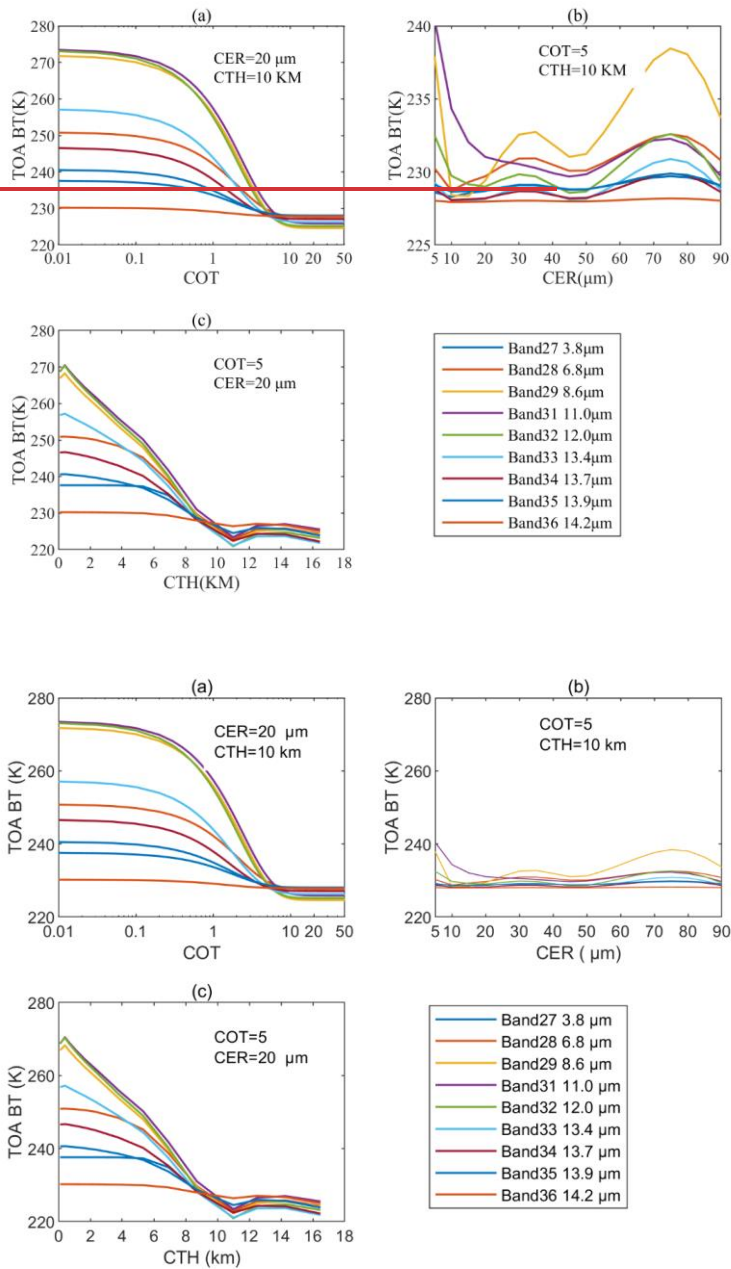 (a)
CER=20 μm
CTH=10 KM
TOA BT(K)
280
270
260
250
240
230
220
0.01
0.1
1
10
20
50
COT
(b)
COT=5
CTH=10 KM
TOA BT(K)
240
235
230
225
5
10
20
30
40
50
60
70
80
90
CER(μm)
(c)
COT=5
CER=20 μm
TOA BT(K)
280
270
260
250
240
230
220
0
2
4
6
8
10
12
14
16
18
CTH(KM)
Band27 3.8μm
Band28 6.8μm
Band29 8.6μm
Band31 11.0μm
Band32 12.0μm
Band33 13.4μm
Band34 13.7μm
Band35 13.9μm
Band36 14.2μm
(a)
CER=20 μm
CTH=10 km
TOA BT (K)
280
260
240
220
0.01
0.1
1
10
20
50
COT
(b)
COT=5
CTH=10 km
TOA BT (K)
280
260
240
220
5
10
20
30
40
50
60
70
80
90
CER ( μm)
(c)
COT=5
CER=20 μm
TOA BT (K)
280
260
240
220
0
2
4
6
8
10
12
14
16
18
CTH (km)
Band27 3.8 μm
Band28 6.8 μm
Band29 8.6 μm
Band31 11.0 μm
Band32 12.0 μm
Band33 13.4 μm
Band34 13.7 μm
Band35 13.9 μm
Band36 14.2 μm